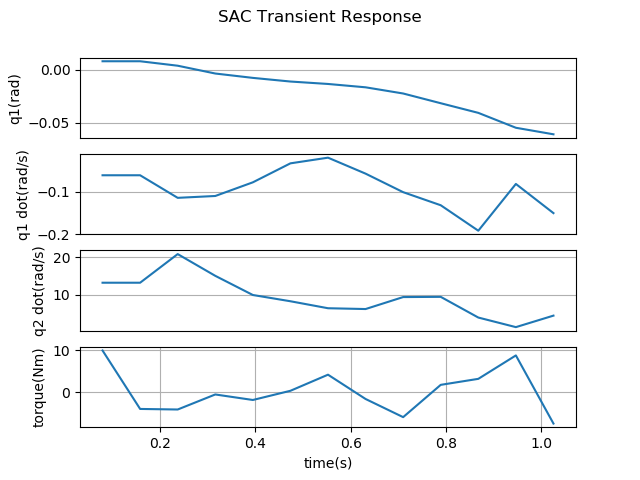 SAC Transient Response
q1(rad)
0.00
−0.05
q1 dot(rad/s)
−0.1
−0.2
q2 dot(rad/s)
20
10
torque(Nm)
10
0
0.2 0.4 0.6 0.8 1.0
time(s)